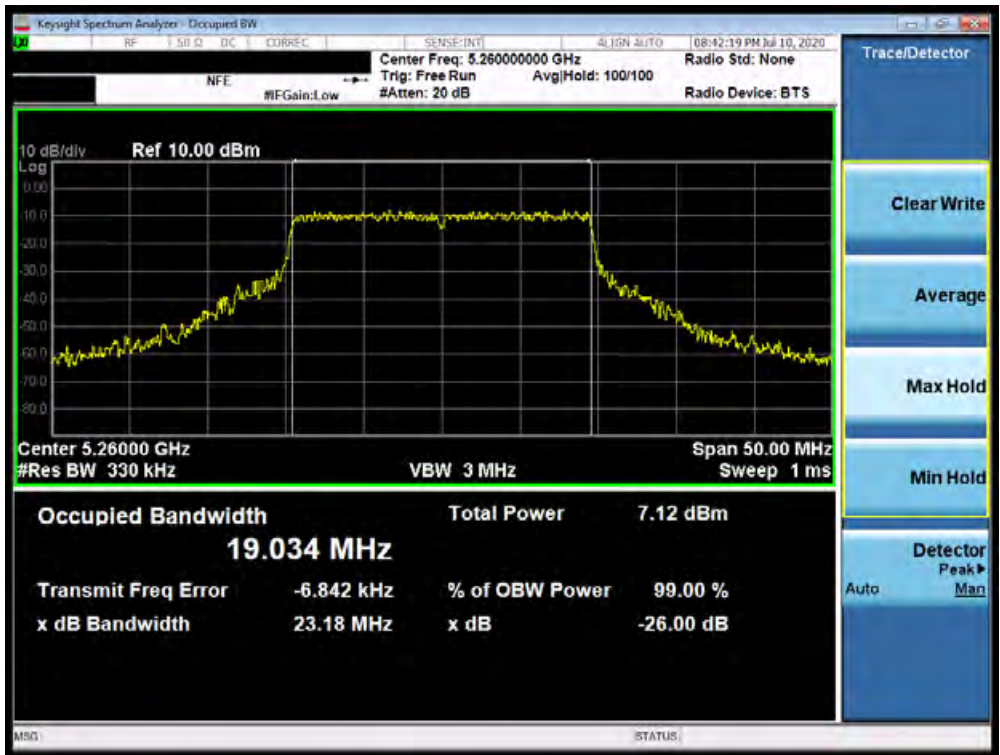 Keysight Spectrum Analyzer - Occupied BW
LXI
RF 50 Ω DC CORREC SENSE:INT ALIGN AUTO 08:42:19 PM Jul 10, 2020
Center Freq: 5.260000000 GHz Radio Std: None
NFE Trig: Free Run Avg|Hold: 100/100
#IFGain:Low #Atten: 20 dB Radio Device: BTS
10 dB/div Ref 10.00 dBm
Log
0.00
-10.0
-20.0
-30.0
-40.0
-50.0
-60.0
-70.0
-80.0
Center 5.26000 GHz Span 50.00 MHz
#Res BW 330 kHz VBW 3 MHz Sweep 1 ms
Occupied Bandwidth Total Power 7.12 dBm
19.034 MHz
Transmit Freq Error -6.842 kHz % of OBW Power 99.00 %
x dB Bandwidth 23.18 MHz x dB -26.00 dB
MSG STATUS
Trace/Detector
Clear Write
Average
Max Hold
Min Hold
Detector
Peak▶
Auto Man